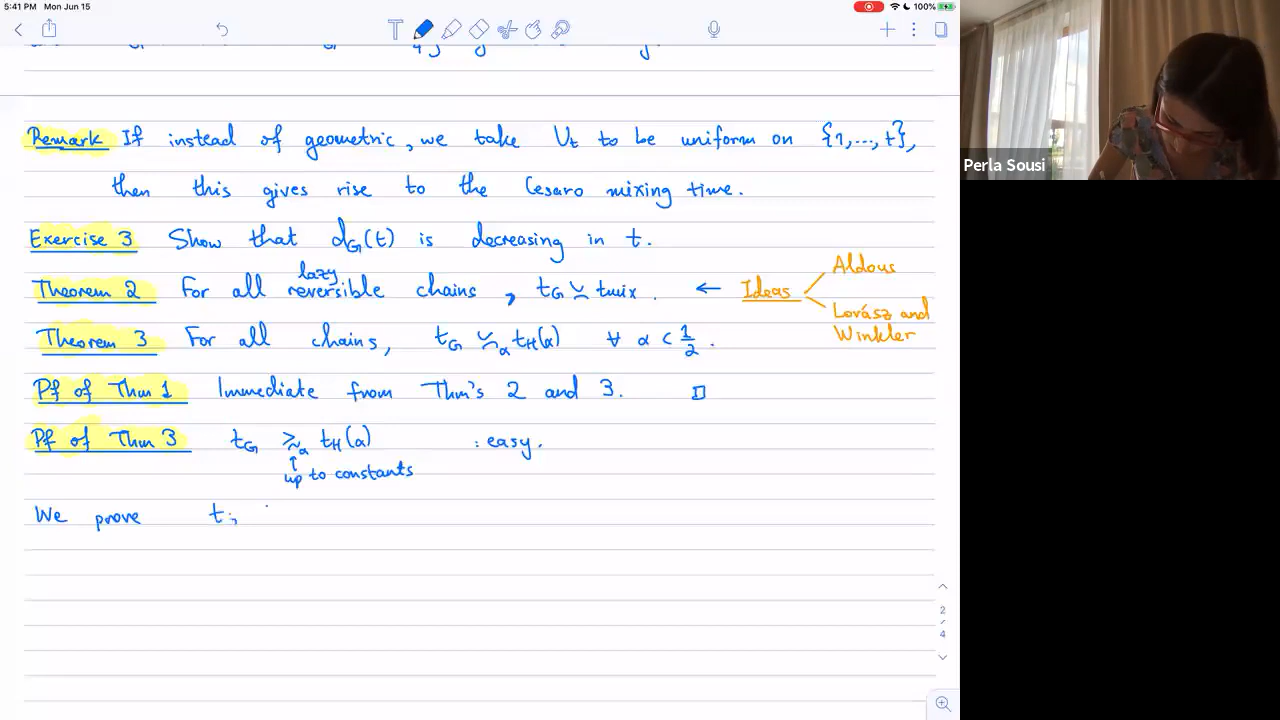 5:41 PM Mon Jun 15
100%
Remark If instead of geometric, we take U_t to be uniform on {1,...,t},
then this gives rise to the Cesaro mixing time.
Exercise 3 Show that d_G(t) is decreasing in t.
lazy
Theorem 2 For all reversible chains, t_G ≍ tmix. ← Ideas
Aldous
Lovász and
Winkler
Theorem 3 For all chains, t_G ≍_α t_H(α) ∀ α < 1/2.
Pf of Thm 1 Immediate from Thm's 2 and 3. □
Pf of Thm 3 t_G ≳_α t_H(α) : easy.
↑
up to constants
We prove t
2
/
4
Perla Sousi